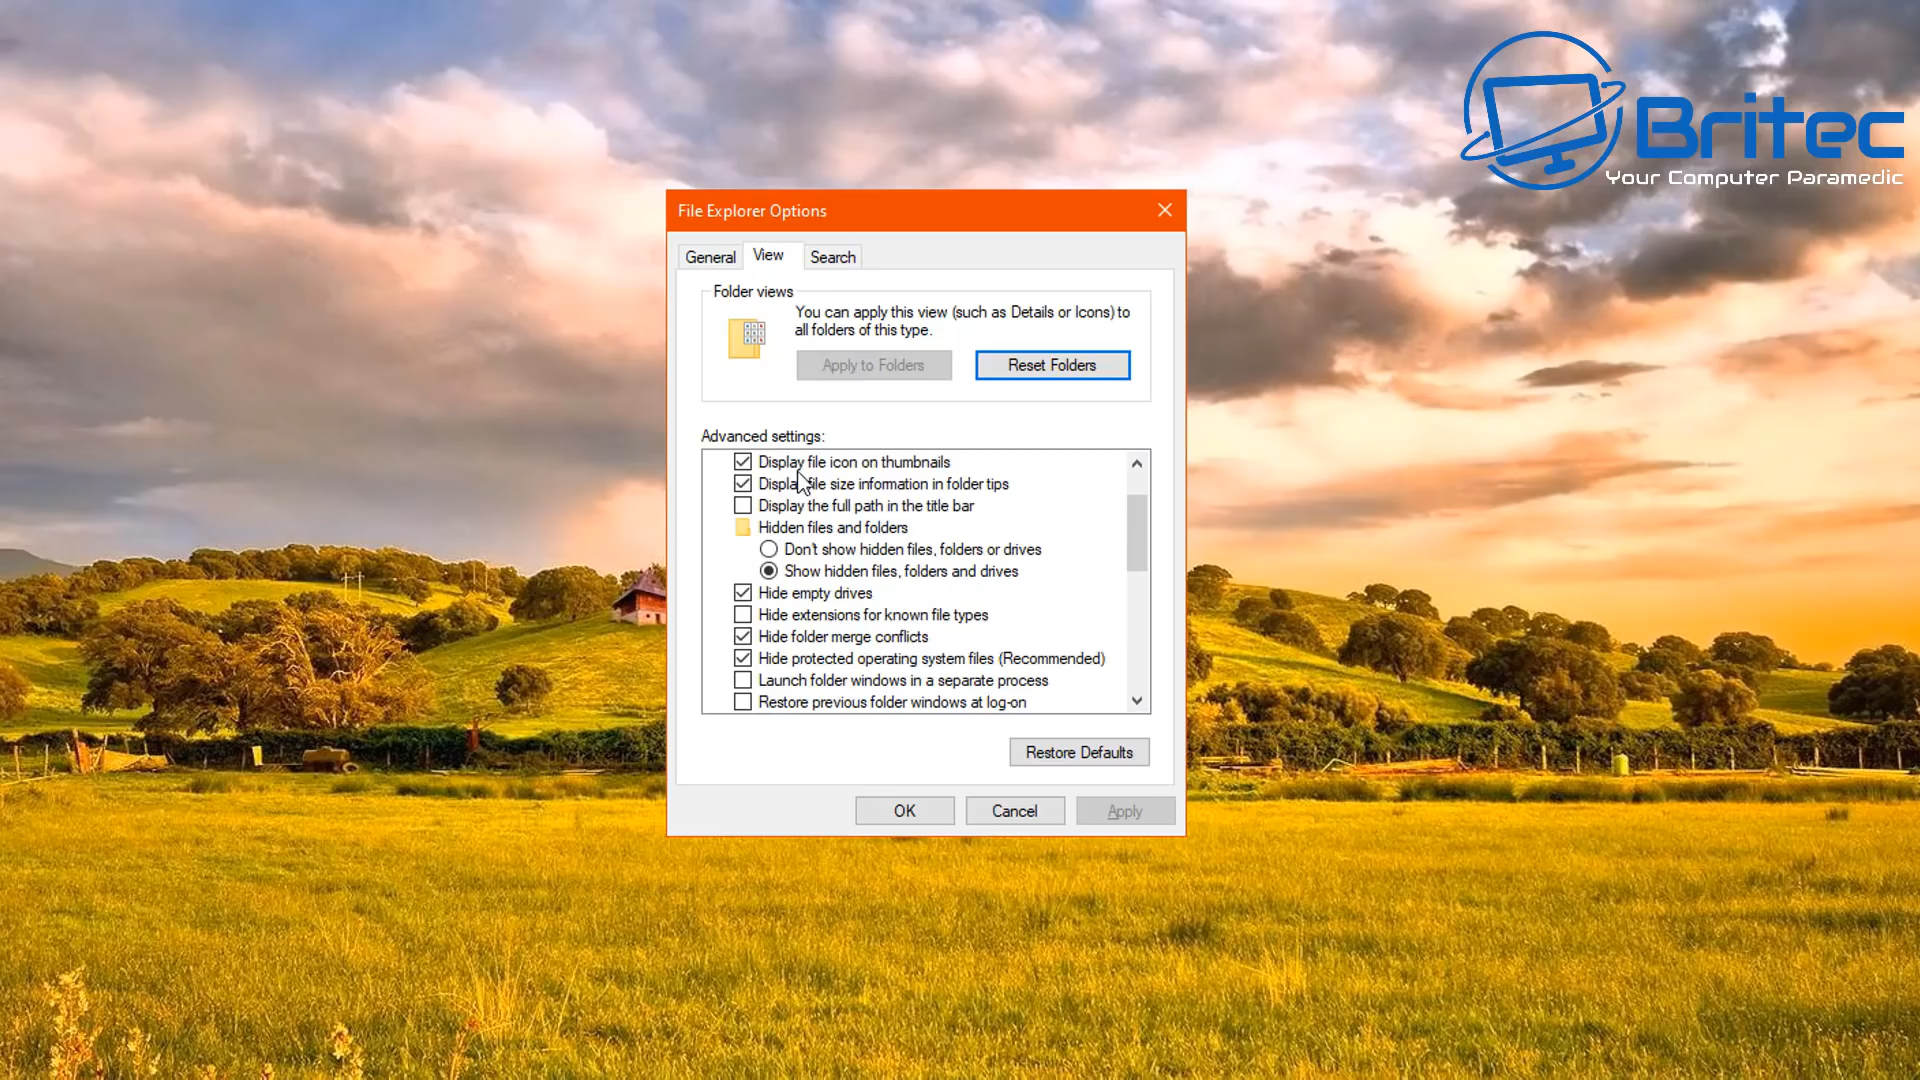 Britec
Your Computer Paramedic
File Explorer Options
General
View
Search
Folder views
You can apply this view (such as Details or Icons) to
all folders of this type.
Apply to Folders
Reset Folders
Advanced settings:
Display file icon on thumbnails
Display file size information in folder tips
Display the full path in the title bar
Hidden files and folders
Don't show hidden files, folders or drives
Show hidden files, folders and drives
Hide empty drives
Hide extensions for known file types
Hide folder merge conflicts
Hide protected operating system files (Recommended)
Launch folder windows in a separate process
Restore previous folder windows at log-on
Restore Defaults
OK
Cancel
Apply